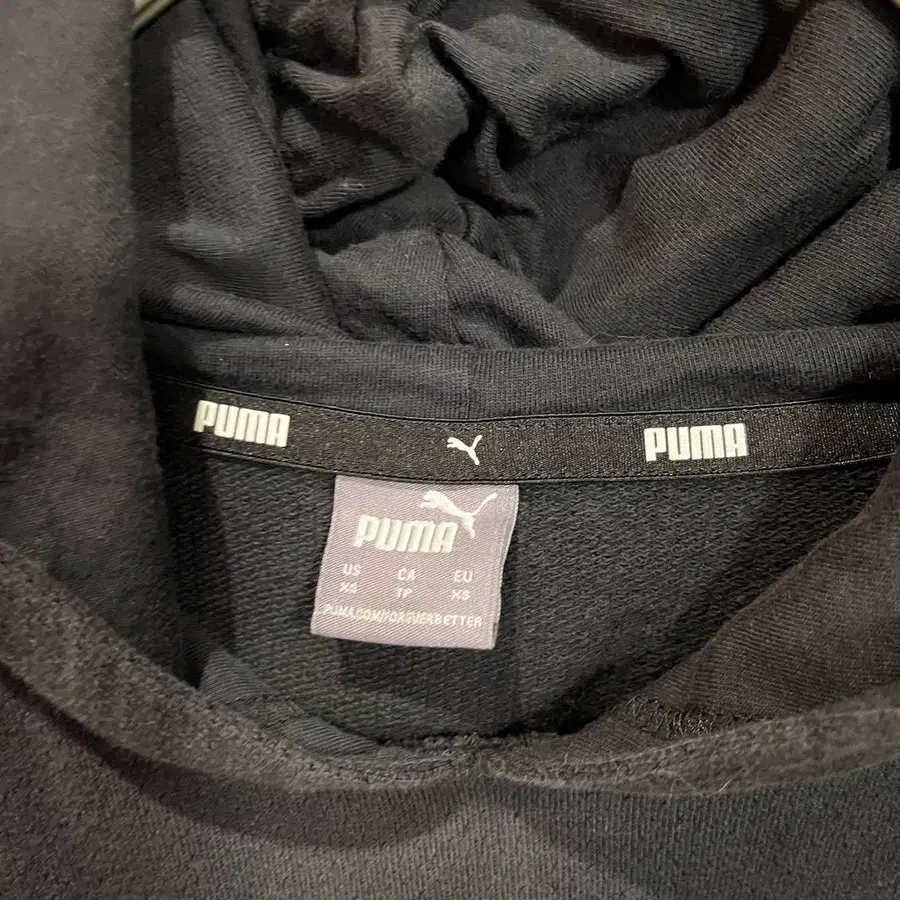 PUMA PUMA
PUMA
US CA EU
XS TP XS
PUMA.COM/FOREVERBETTER